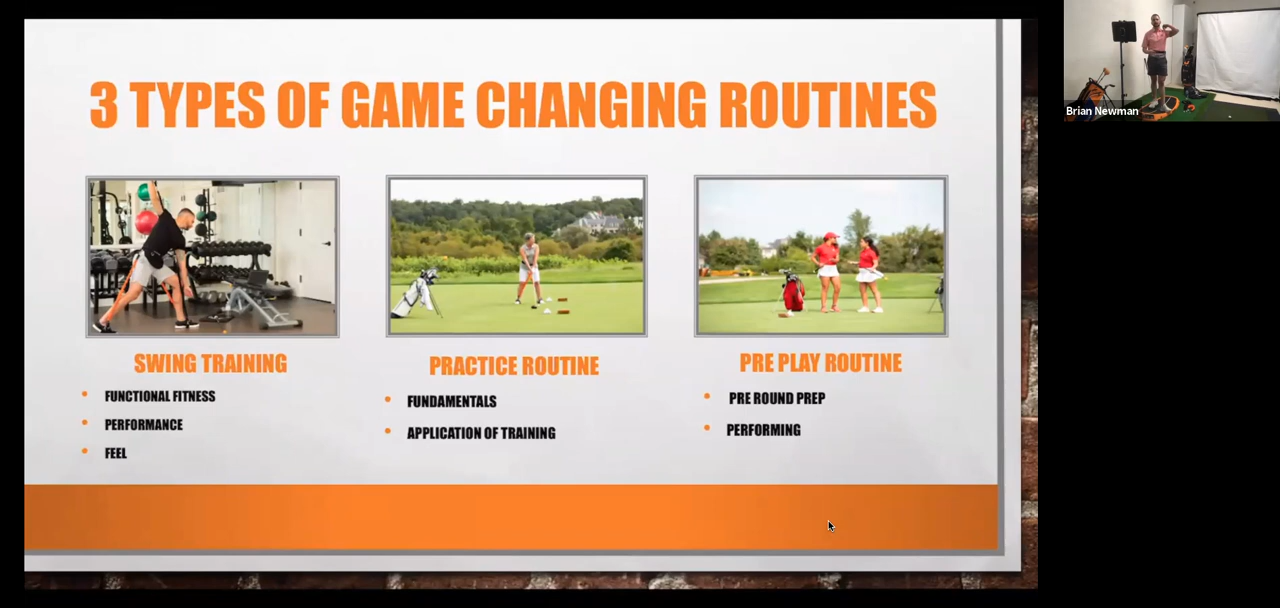 3 TYPES OF GAME CHANGING ROUTINES
SWING TRAINING
FUNCTIONAL FITNESS
PERFORMANCE
FEEL
PRACTICE ROUTINE
FUNDAMENTALS
APPLICATION OF TRAINING
PRE PLAY ROUTINE
PRE ROUND PREP
PERFORMING
Brian Newman